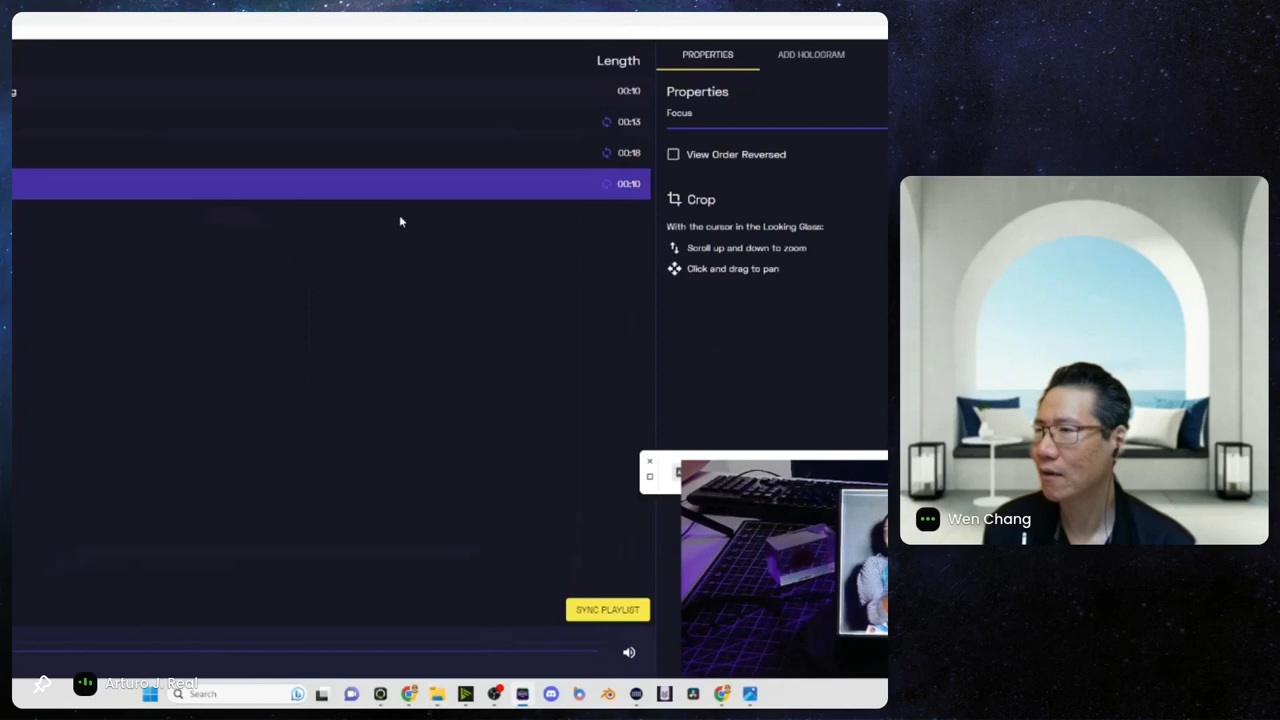 Length
PROPERTIES
ADD HOLOGRAM
g
00:10
Properties
Focus
00:13
00:18
View Order Reversed
00:10
Crop
With the cursor in the Looking Glass:
Scroll up and down to zoom
Click and drag to pan
Wen Chang
SYNC PLAYLIST
Arturo J. Real
Search